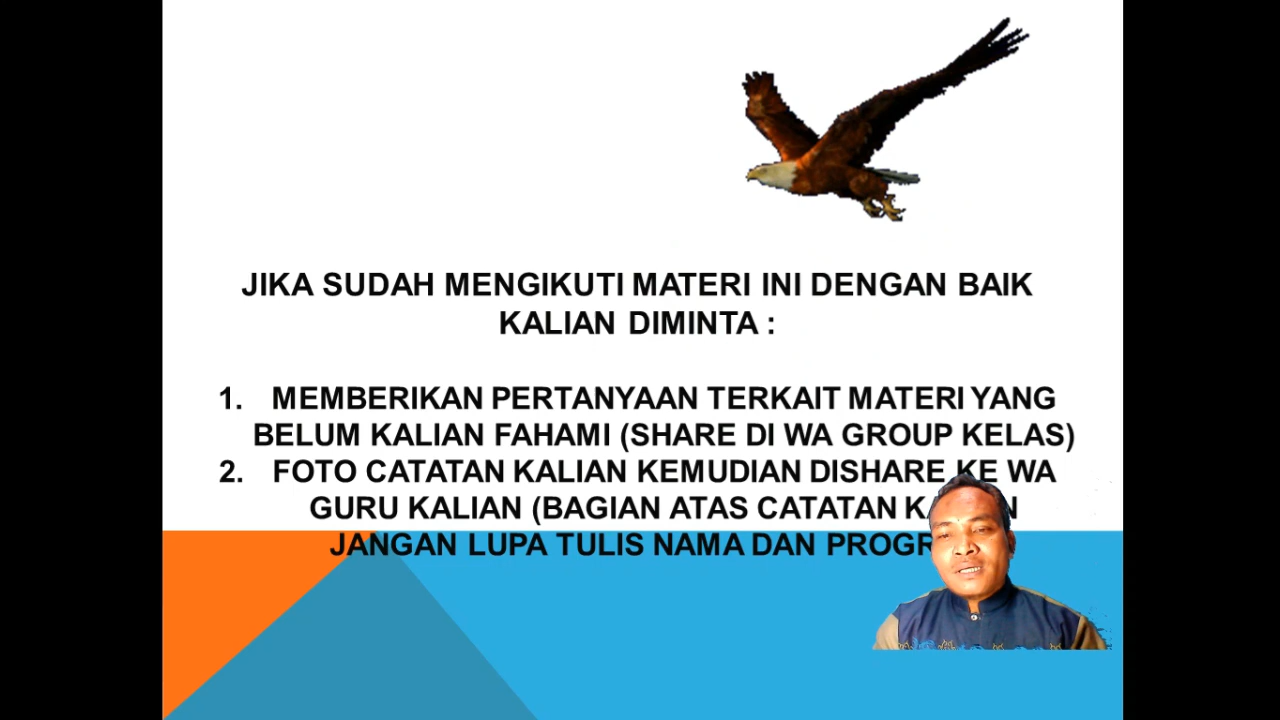 JIKA SUDAH MENGIKUTI MATERI INI DENGAN BAIK
KALIAN DIMINTA :
1. MEMBERIKAN PERTANYAAN TERKAIT MATERI YANG
BELUM KALIAN FAHAMI (SHARE DI WA GROUP KELAS)
2. FOTO CATATAN KALIAN KEMUDIAN DISHARE KE WA
GURU KALIAN (BAGIAN ATAS CATATAN
JANGAN LUPA TULIS NAMA DAN